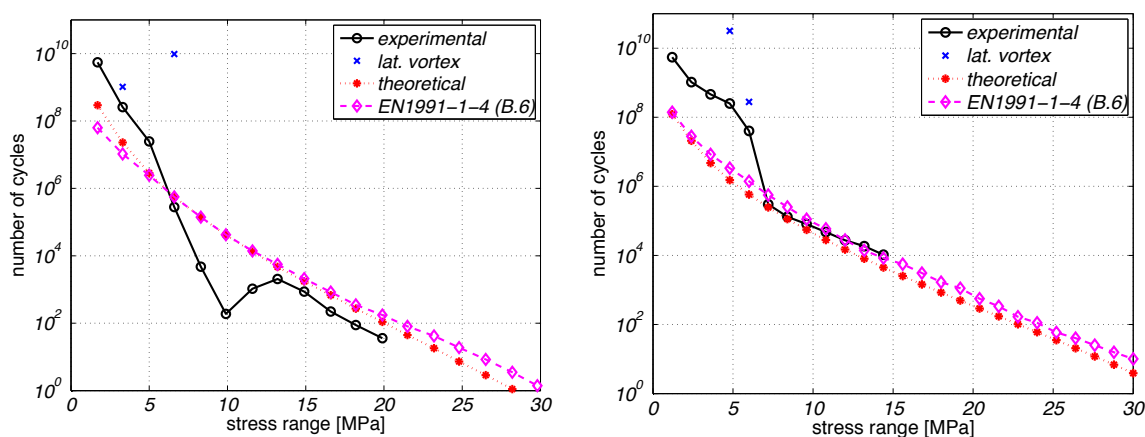 number of cycles
10^10
10^8
10^6
10^4
10^2
10^0
0 5 10 15 20 25 30
stress range [MPa]
experimental
lat. vortex
theoretical
EN1991−1−4 (B.6)
number of cycles
10^10
10^8
10^6
10^4
10^2
10^0
0 5 10 15 20 25 30
stress range [MPa]
experimental
lat. vortex
theoretical
EN1991−1−4 (B.6)